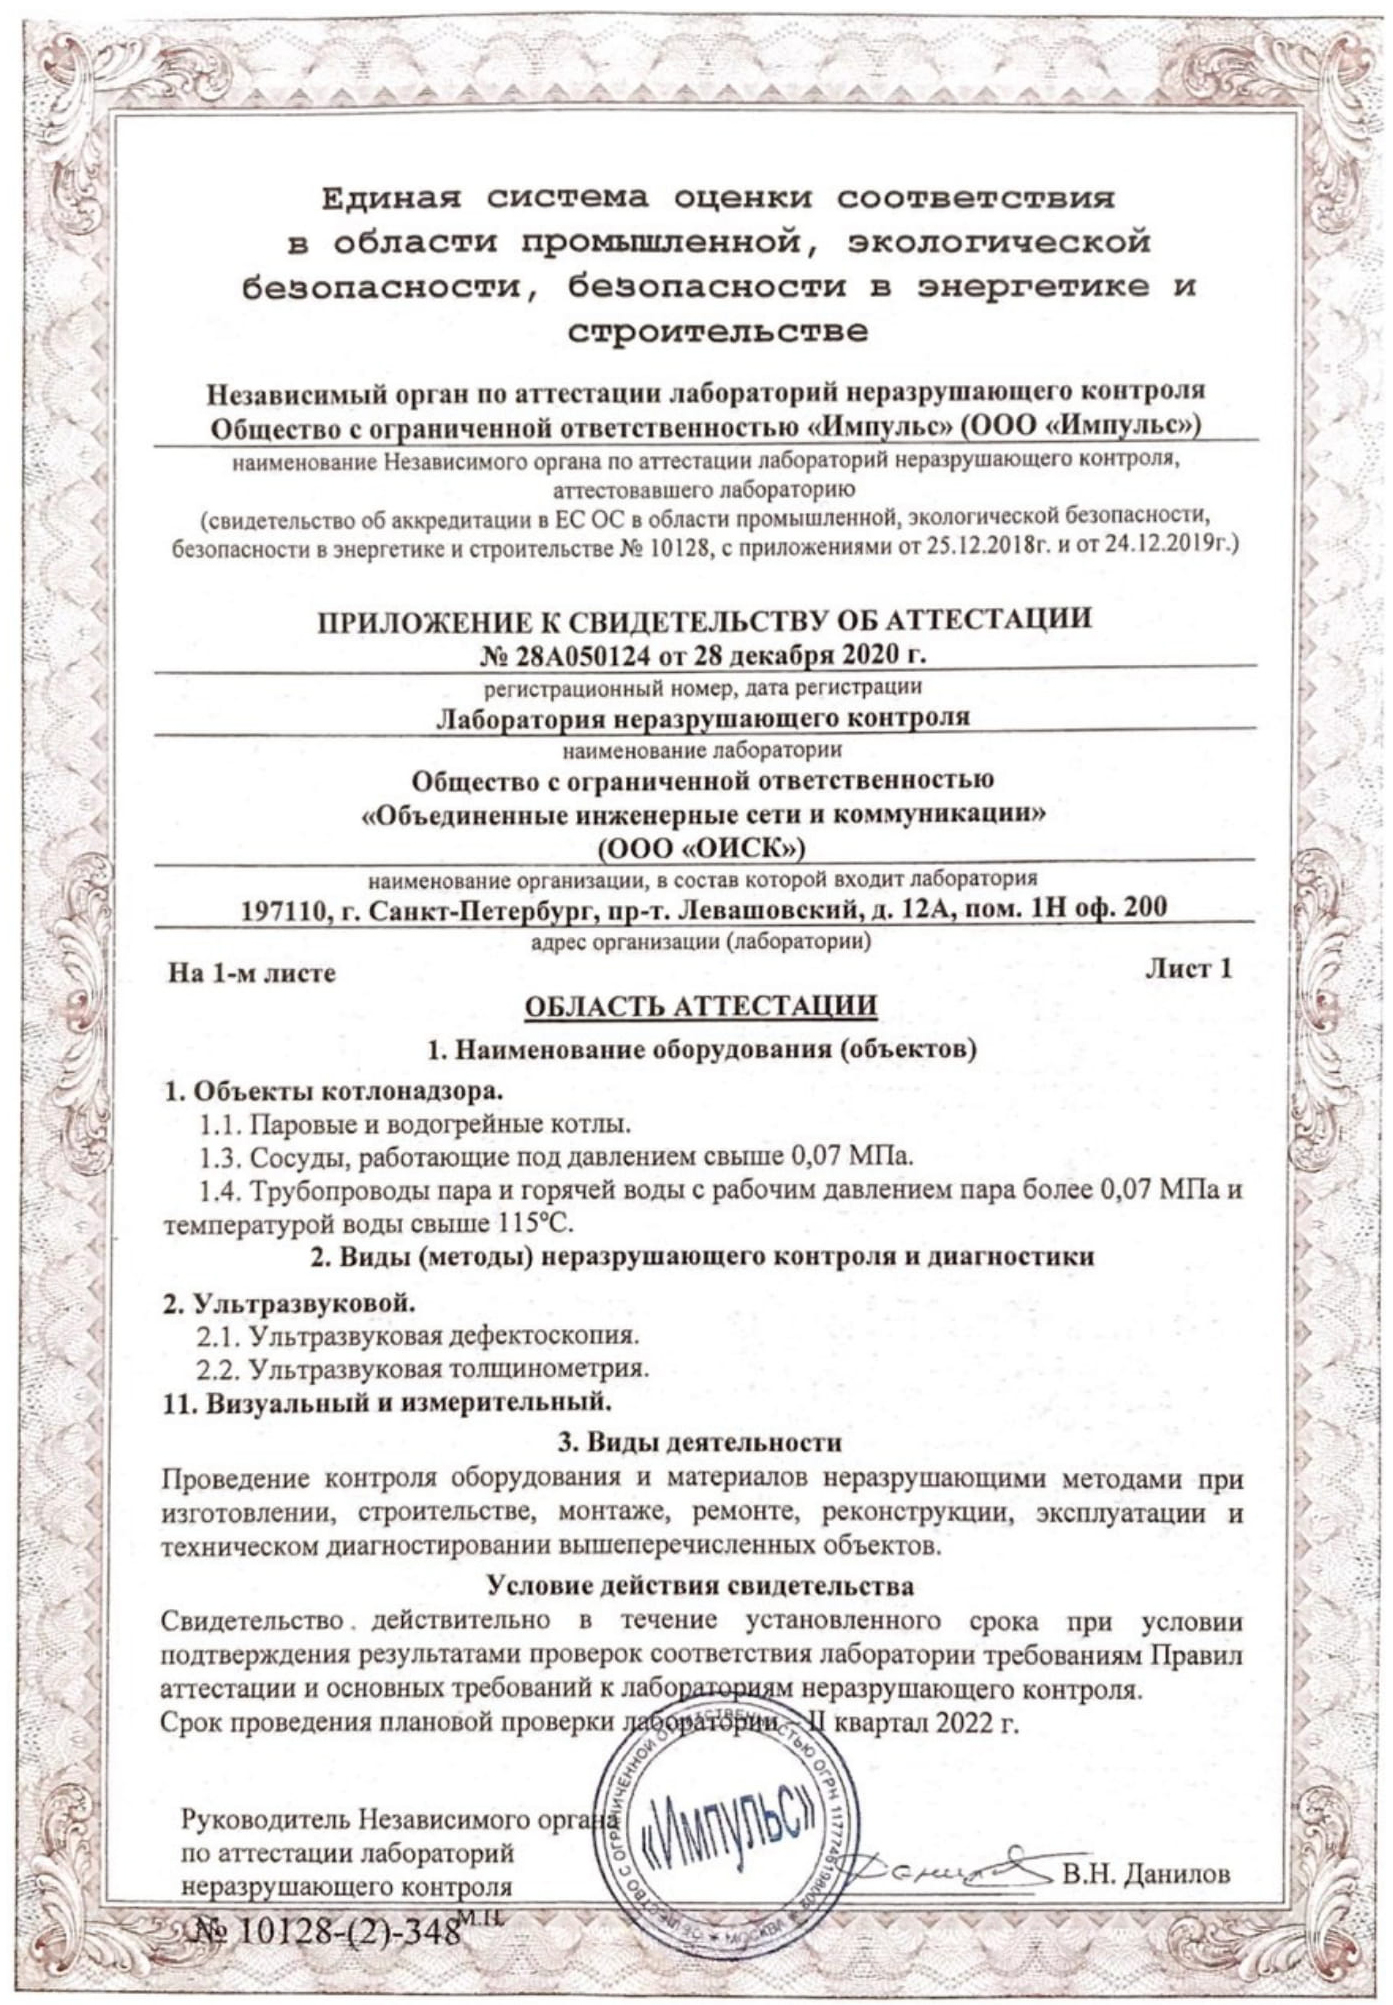 Единая система оценки соответствия
в области промышленной, экологической
безопасности, безопасности в энергетике и
строительстве
Независимый орган по аттестации лабораторий неразрушающего контроля
Общество с ограниченной ответственностью «Импульс» (ООО «Импульс»)
наименование Независимого органа по аттестации лабораторий неразрушающего контроля,
аттестовавшего лабораторию
(свидетельство об аккредитации в ЕС ОС в области промышленной, экологической безопасности,
безопасности в энергетике и строительстве № 10128, с приложениями от 25.12.2018г. и от 24.12.2019г.)
ПРИЛОЖЕНИЕ К СВИДЕТЕЛЬСТВУ ОБ АТТЕСТАЦИИ
№ 28А050124 от 28 декабря 2020 г.
регистрационный номер, дата регистрации
Лаборатория неразрушающего контроля
наименование лаборатории
Общество с ограниченной ответственностью
«Объединенные инженерные сети и коммуникации»
(ООО «ОИСК»)
наименование организации, в состав которой входит лаборатория
197110, г. Санкт-Петербург, пр-т. Левашовский, д. 12А, пом. 1Н оф. 200
адрес организации (лаборатории)
На 1-м листе Лист 1
ОБЛАСТЬ АТТЕСТАЦИИ
1. Наименование оборудования (объектов)
1. Объекты котлонадзора.
1.1. Паровые и водогрейные котлы.
1.3. Сосуды, работающие под давлением свыше 0,07 МПа.
1.4. Трубопроводы пара и горячей воды с рабочим давлением пара более 0,07 МПа и
температурой воды свыше 115°С.
2. Виды (методы) неразрушающего контроля и диагностики
2. Ультразвуковой.
2.1. Ультразвуковая дефектоскопия.
2.2. Ультразвуковая толщинометрия.
11. Визуальный и измерительный.
3. Виды деятельности
Проведение контроля оборудования и материалов неразрушающими методами при
изготовлении, строительстве, монтаже, ремонте, реконструкции, эксплуатации и
техническом диагностировании вышеперечисленных объектов.
Условие действия свидетельства
Свидетельство действительно в течение установленного срока при условии
подтверждения результатами проверок соответствия лаборатории требованиям Правил
аттестации и основных требований к лабораториям неразрушающего контроля.
Срок проведения плановой проверки лаборатории – II квартал 2022 г.
Руководитель Независимого органа
по аттестации лабораторий
неразрушающего контроля
В.Н. Данилов
М.П.
№ 10128-(2)-348
«Импульс»
ОБЩЕСТВО С ОГРАНИЧЕННОЙ ОТВЕТСТВЕННОСТЬЮ ОГРН
МОСКВА